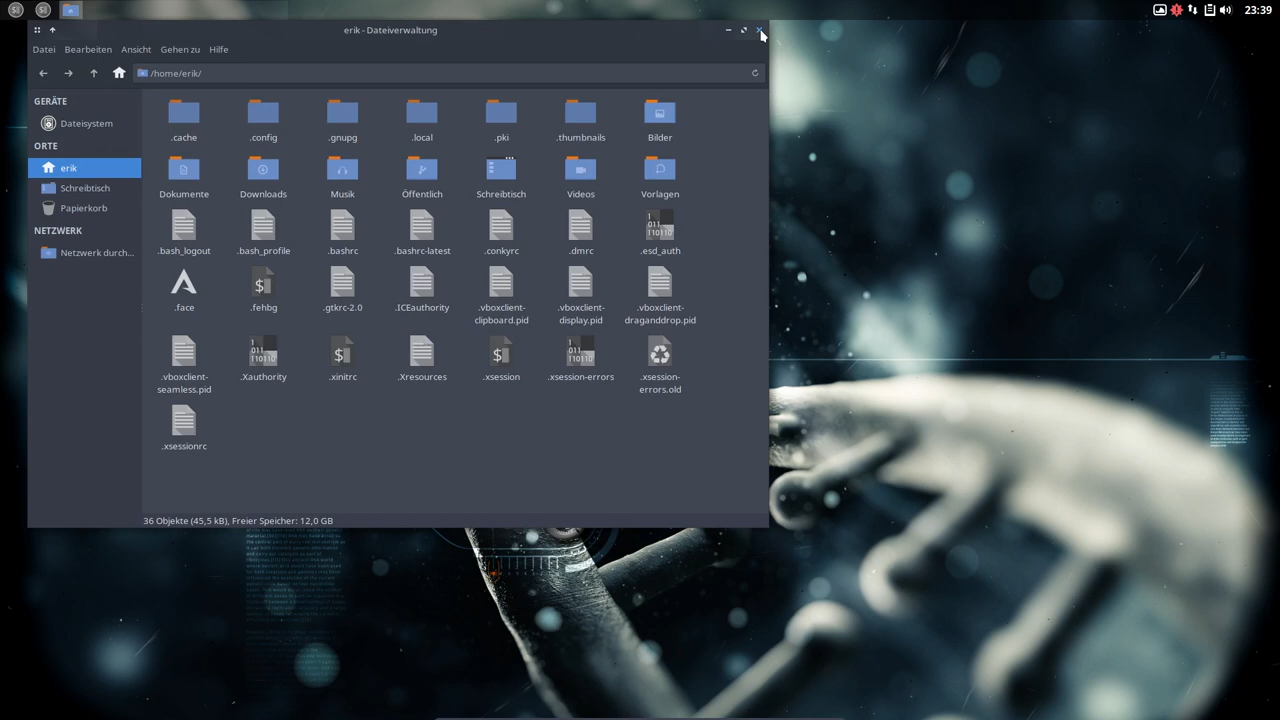 23:39
erik - Dateiverwaltung
Datei Bearbeiten Ansicht Gehen zu Hilfe
/home/erik/
GERÄTE
Dateisystem
ORTE
erik
Schreibtisch
Papierkorb
NETZWERK
Netzwerk durch...
.cache .config .gnupg .local .pki .thumbnails Bilder
Dokumente Downloads Musik Öffentlich Schreibtisch Videos Vorlagen
.bash_logout .bash_profile .bashrc .bashrc-latest .conkyrc .dmrc .esd_auth
.face .fehbg .gtkrc-2.0 .ICEauthority .vboxclient- .vboxclient- .vboxclient-
clipboard.pid display.pid draganddrop.pid
.vboxclient- .Xauthority .xinitrc .Xresources .xsession .xsession-errors .xsession-
seamless.pid errors.old
.xsessionrc
36 Objekte (45,5 kB), Freier Speicher: 12,0 GB